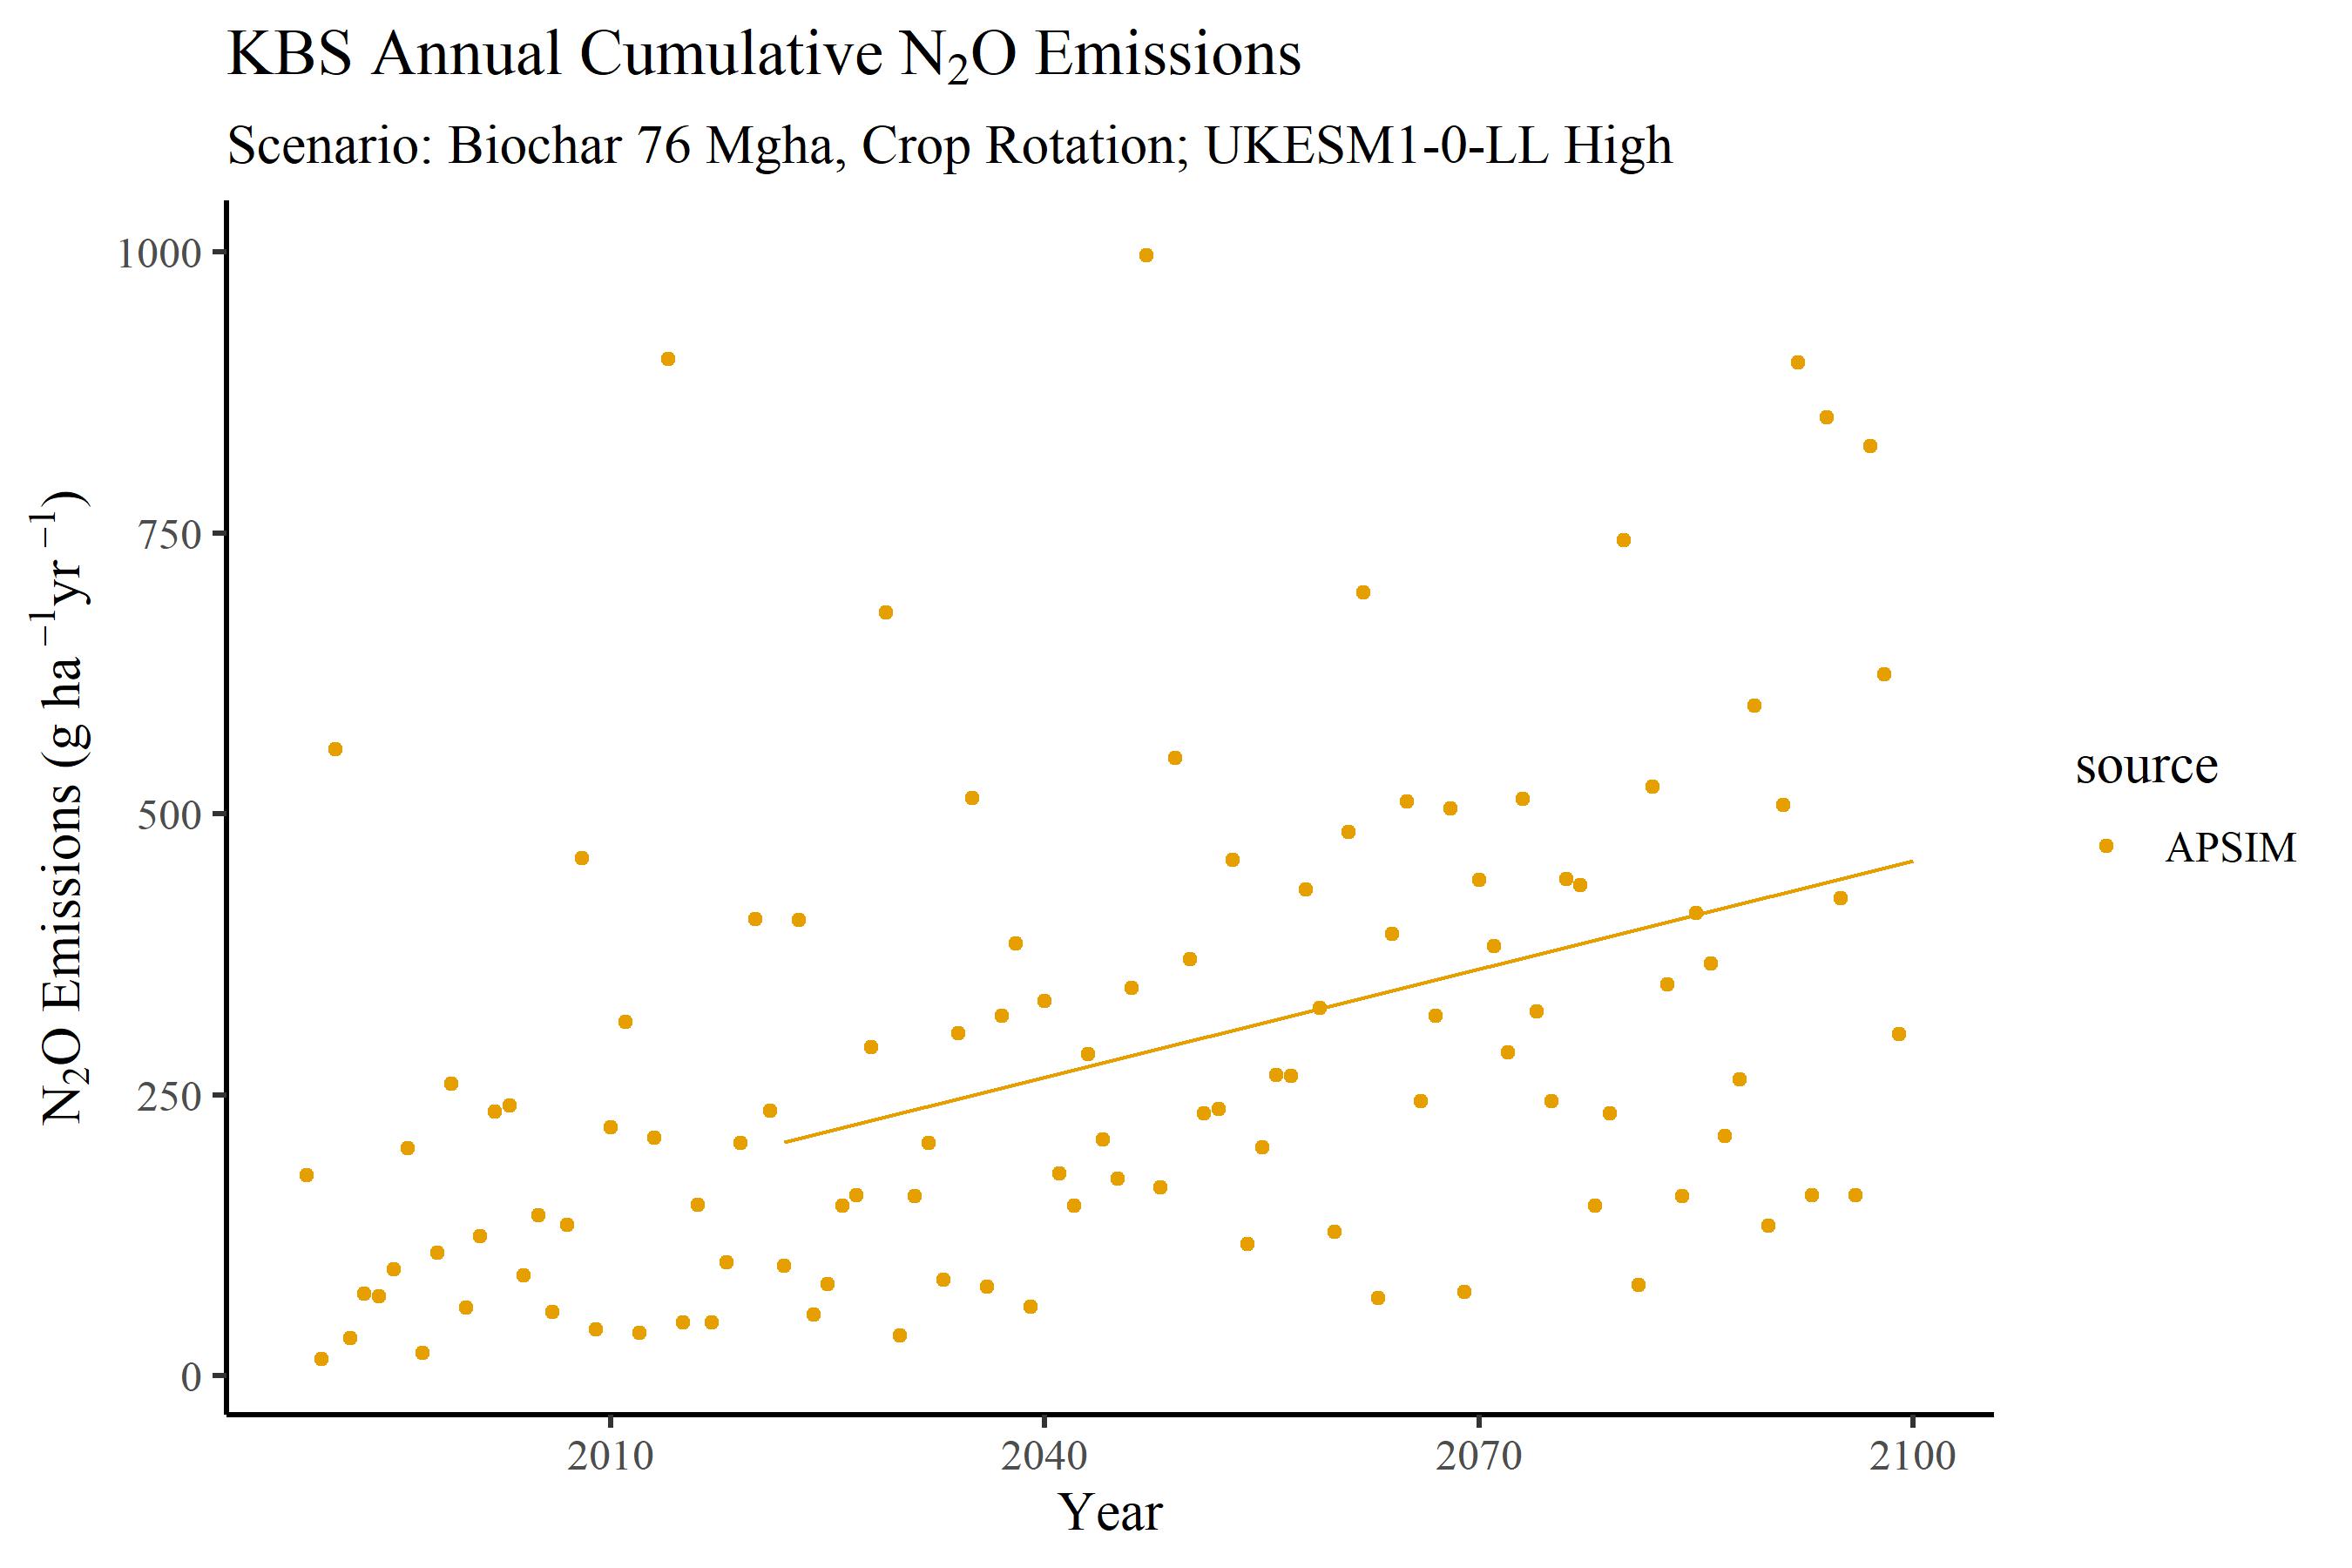 KBS Annual Cumulative N₂O Emissions
Scenario: Biochar 76 Mgha, Crop Rotation; UKESM1-0-LL High
N₂O Emissions (g ha⁻¹yr⁻¹)
1000
750
500
250
0
2010 2040 2070 2100
Year
source
APSIM